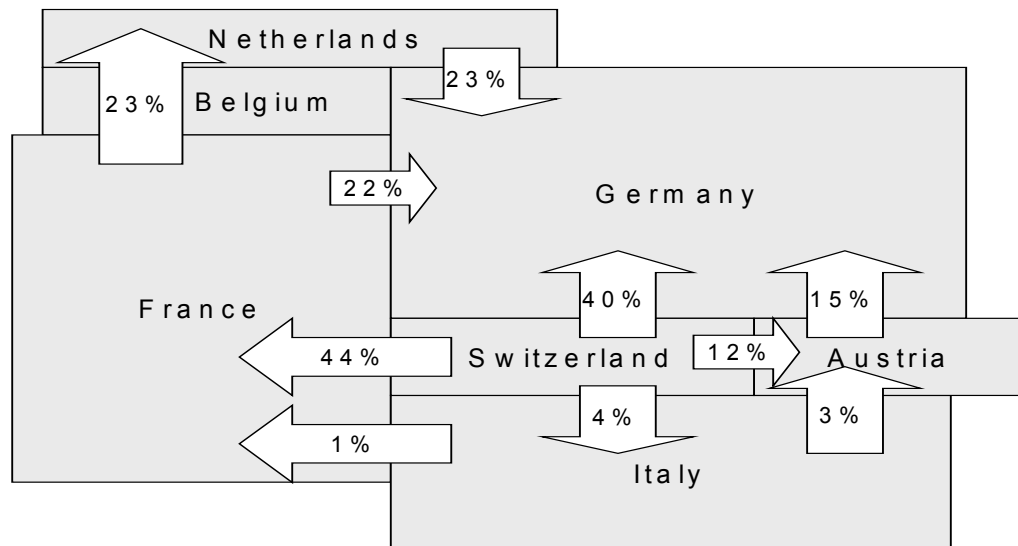 Netherlands
23%
23%
Belgium
22%
Germany
France
40%
15%
44%
Switzerland
12%
Austria
1%
4%
3%
Italy